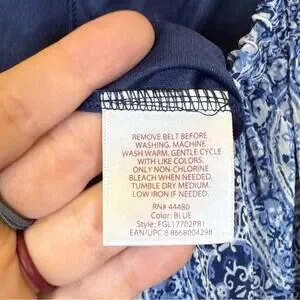 REMOVE BELT BEFORE
WASHING. MACHINE
WASH WARM. GENTLE CYCLE
WITH LIKE COLORS.
ONLY NON-CHLORINE
BLEACH WHEN NEEDED.
TUMBLE DRY MEDIUM.
LOW IRON IF NEEDED.
RN# 44480
Color: BLUE
Style: FGL17702PR1
EAN/UPC 8 8668004298